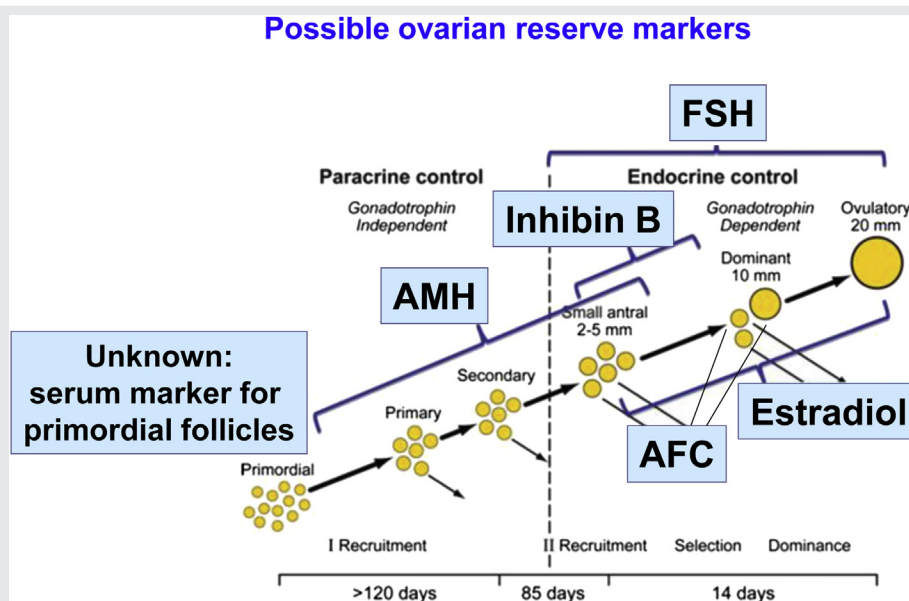 Possible ovarian reserve markers
FSH
Paracrine control
Endocrine control
Gonadotrophin
Independent
Inhibin B
Gonadotrophin
Dependent
Ovulatory
20 mm
Dominant
10 mm
AMH
Small antral
2-5 mm
Unknown:
serum marker for
primordial follicles
Secondary
Primary
Estradiol
AFC
Primordial
I Recruitment
II Recruitment
Selection
Dominance
>120 days
85 days
14 days